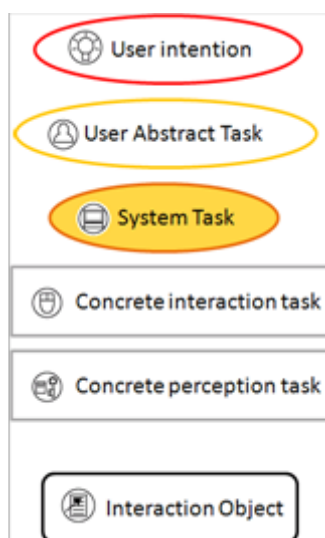 User intention
User Abstract Task
System Task
Concrete interaction task
Concrete perception task
Interaction Object